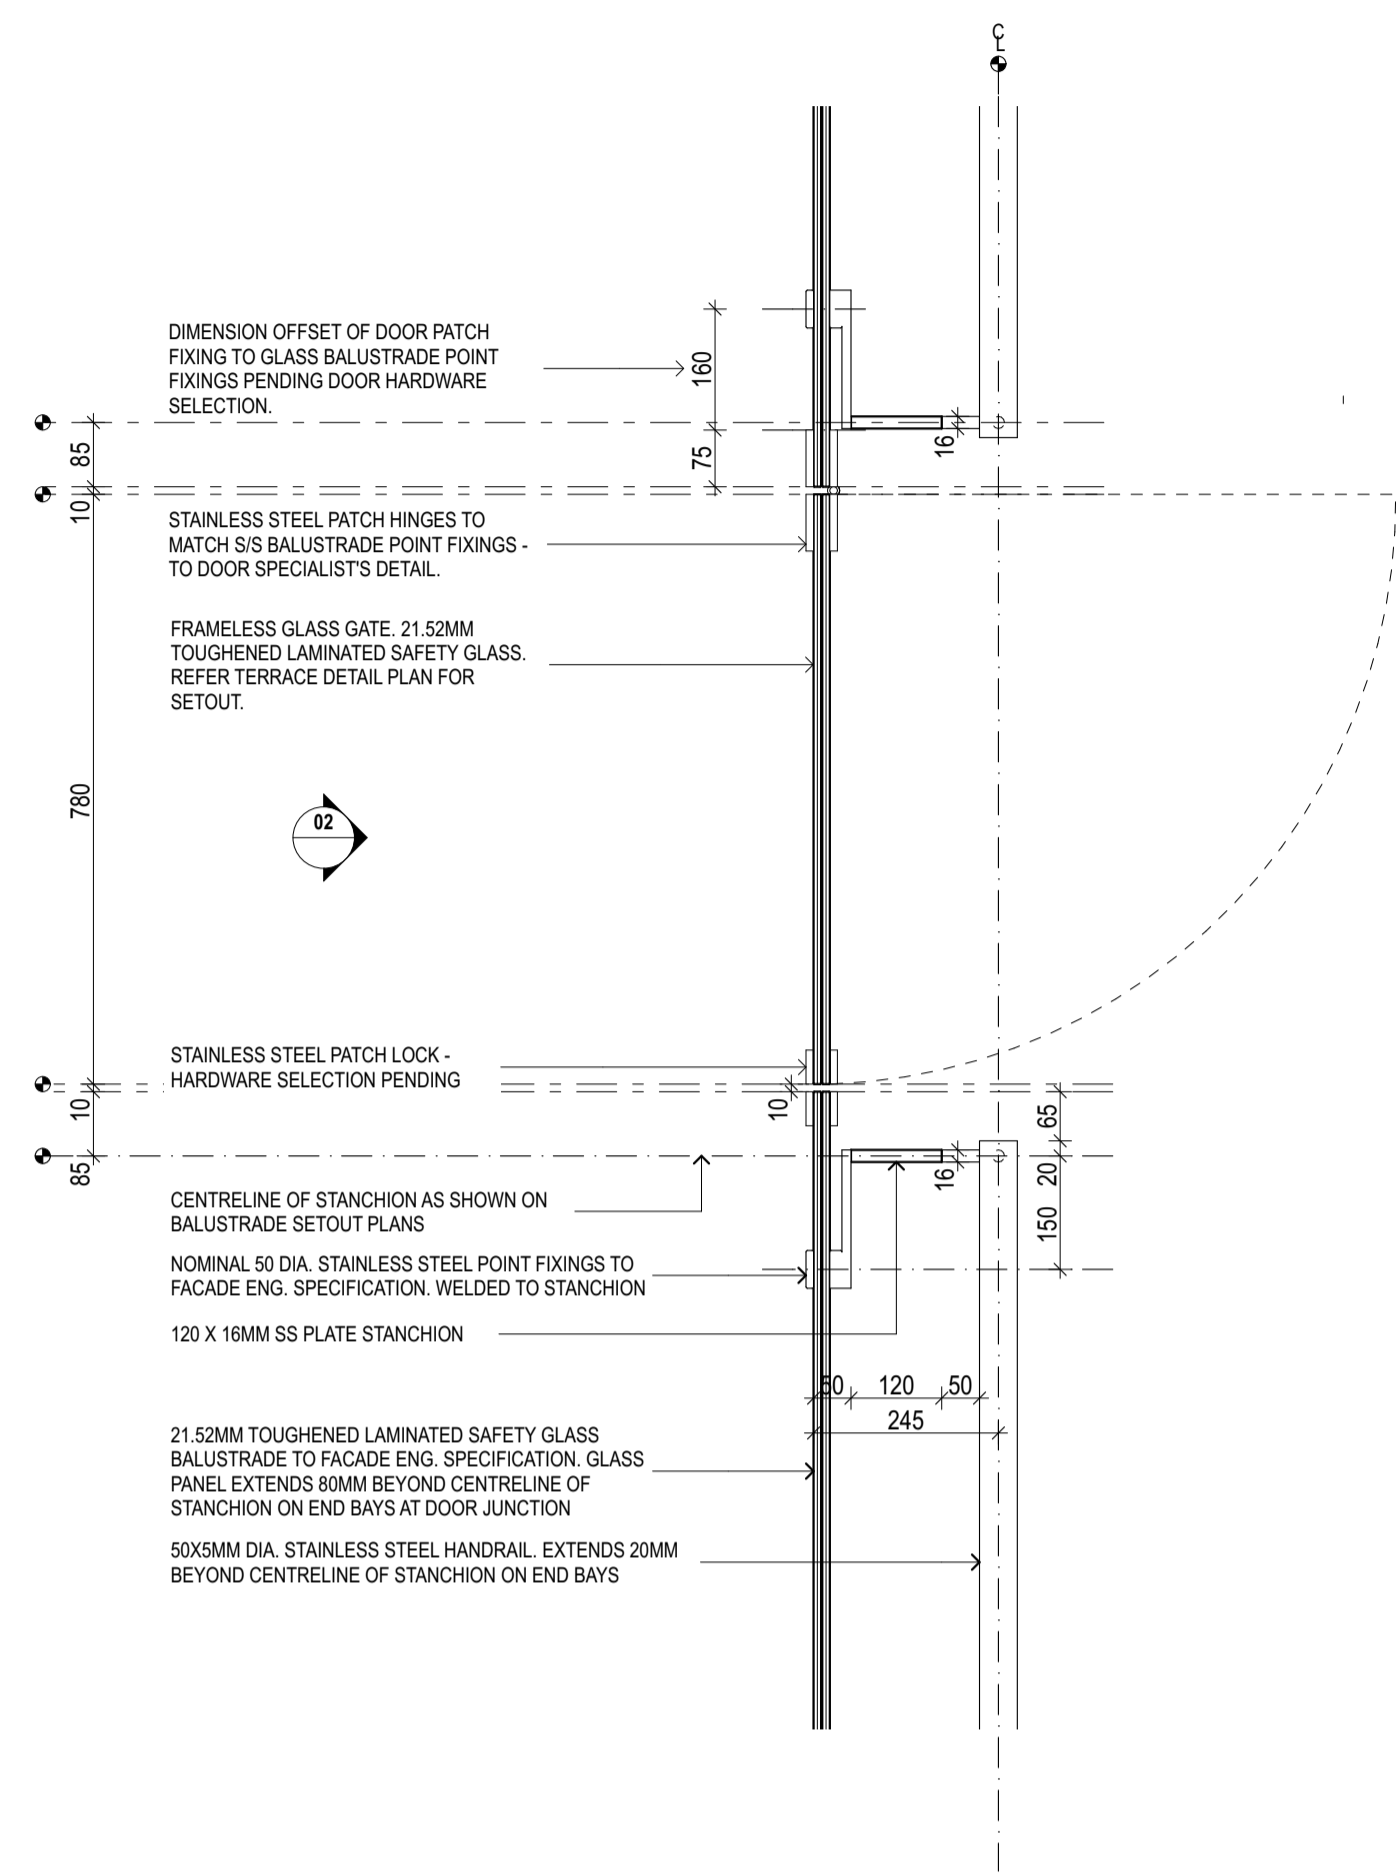 CL
DIMENSION OFFSET OF DOOR PATCH
FIXING TO GLASS BALUSTRADE POINT
FIXINGS PENDING DOOR HARDWARE
SELECTION.
160
85
75
16
10
STAINLESS STEEL PATCH HINGES TO
MATCH S/S BALUSTRADE POINT FIXINGS -
TO DOOR SPECIALIST'S DETAIL.
FRAMELESS GLASS GATE. 21.52MM
TOUGHENED LAMINATED SAFETY GLASS.
REFER TERRACE DETAIL PLAN FOR
SETOUT.
780
02
STAINLESS STEEL PATCH LOCK -
HARDWARE SELECTION PENDING
10
10
65
85
16
20
150
CENTRELINE OF STANCHION AS SHOWN ON
BALUSTRADE SETOUT PLANS
NOMINAL 50 DIA. STAINLESS STEEL POINT FIXINGS TO
FACADE ENG. SPECIFICATION. WELDED TO STANCHION
120 X 16MM SS PLATE STANCHION
50 120 50
245
21.52MM TOUGHENED LAMINATED SAFETY GLASS
BALUSTRADE TO FACADE ENG. SPECIFICATION. GLASS
PANEL EXTENDS 80MM BEYOND CENTRELINE OF
STANCHION ON END BAYS AT DOOR JUNCTION
50X5MM DIA. STAINLESS STEEL HANDRAIL. EXTENDS 20MM
BEYOND CENTRELINE OF STANCHION ON END BAYS